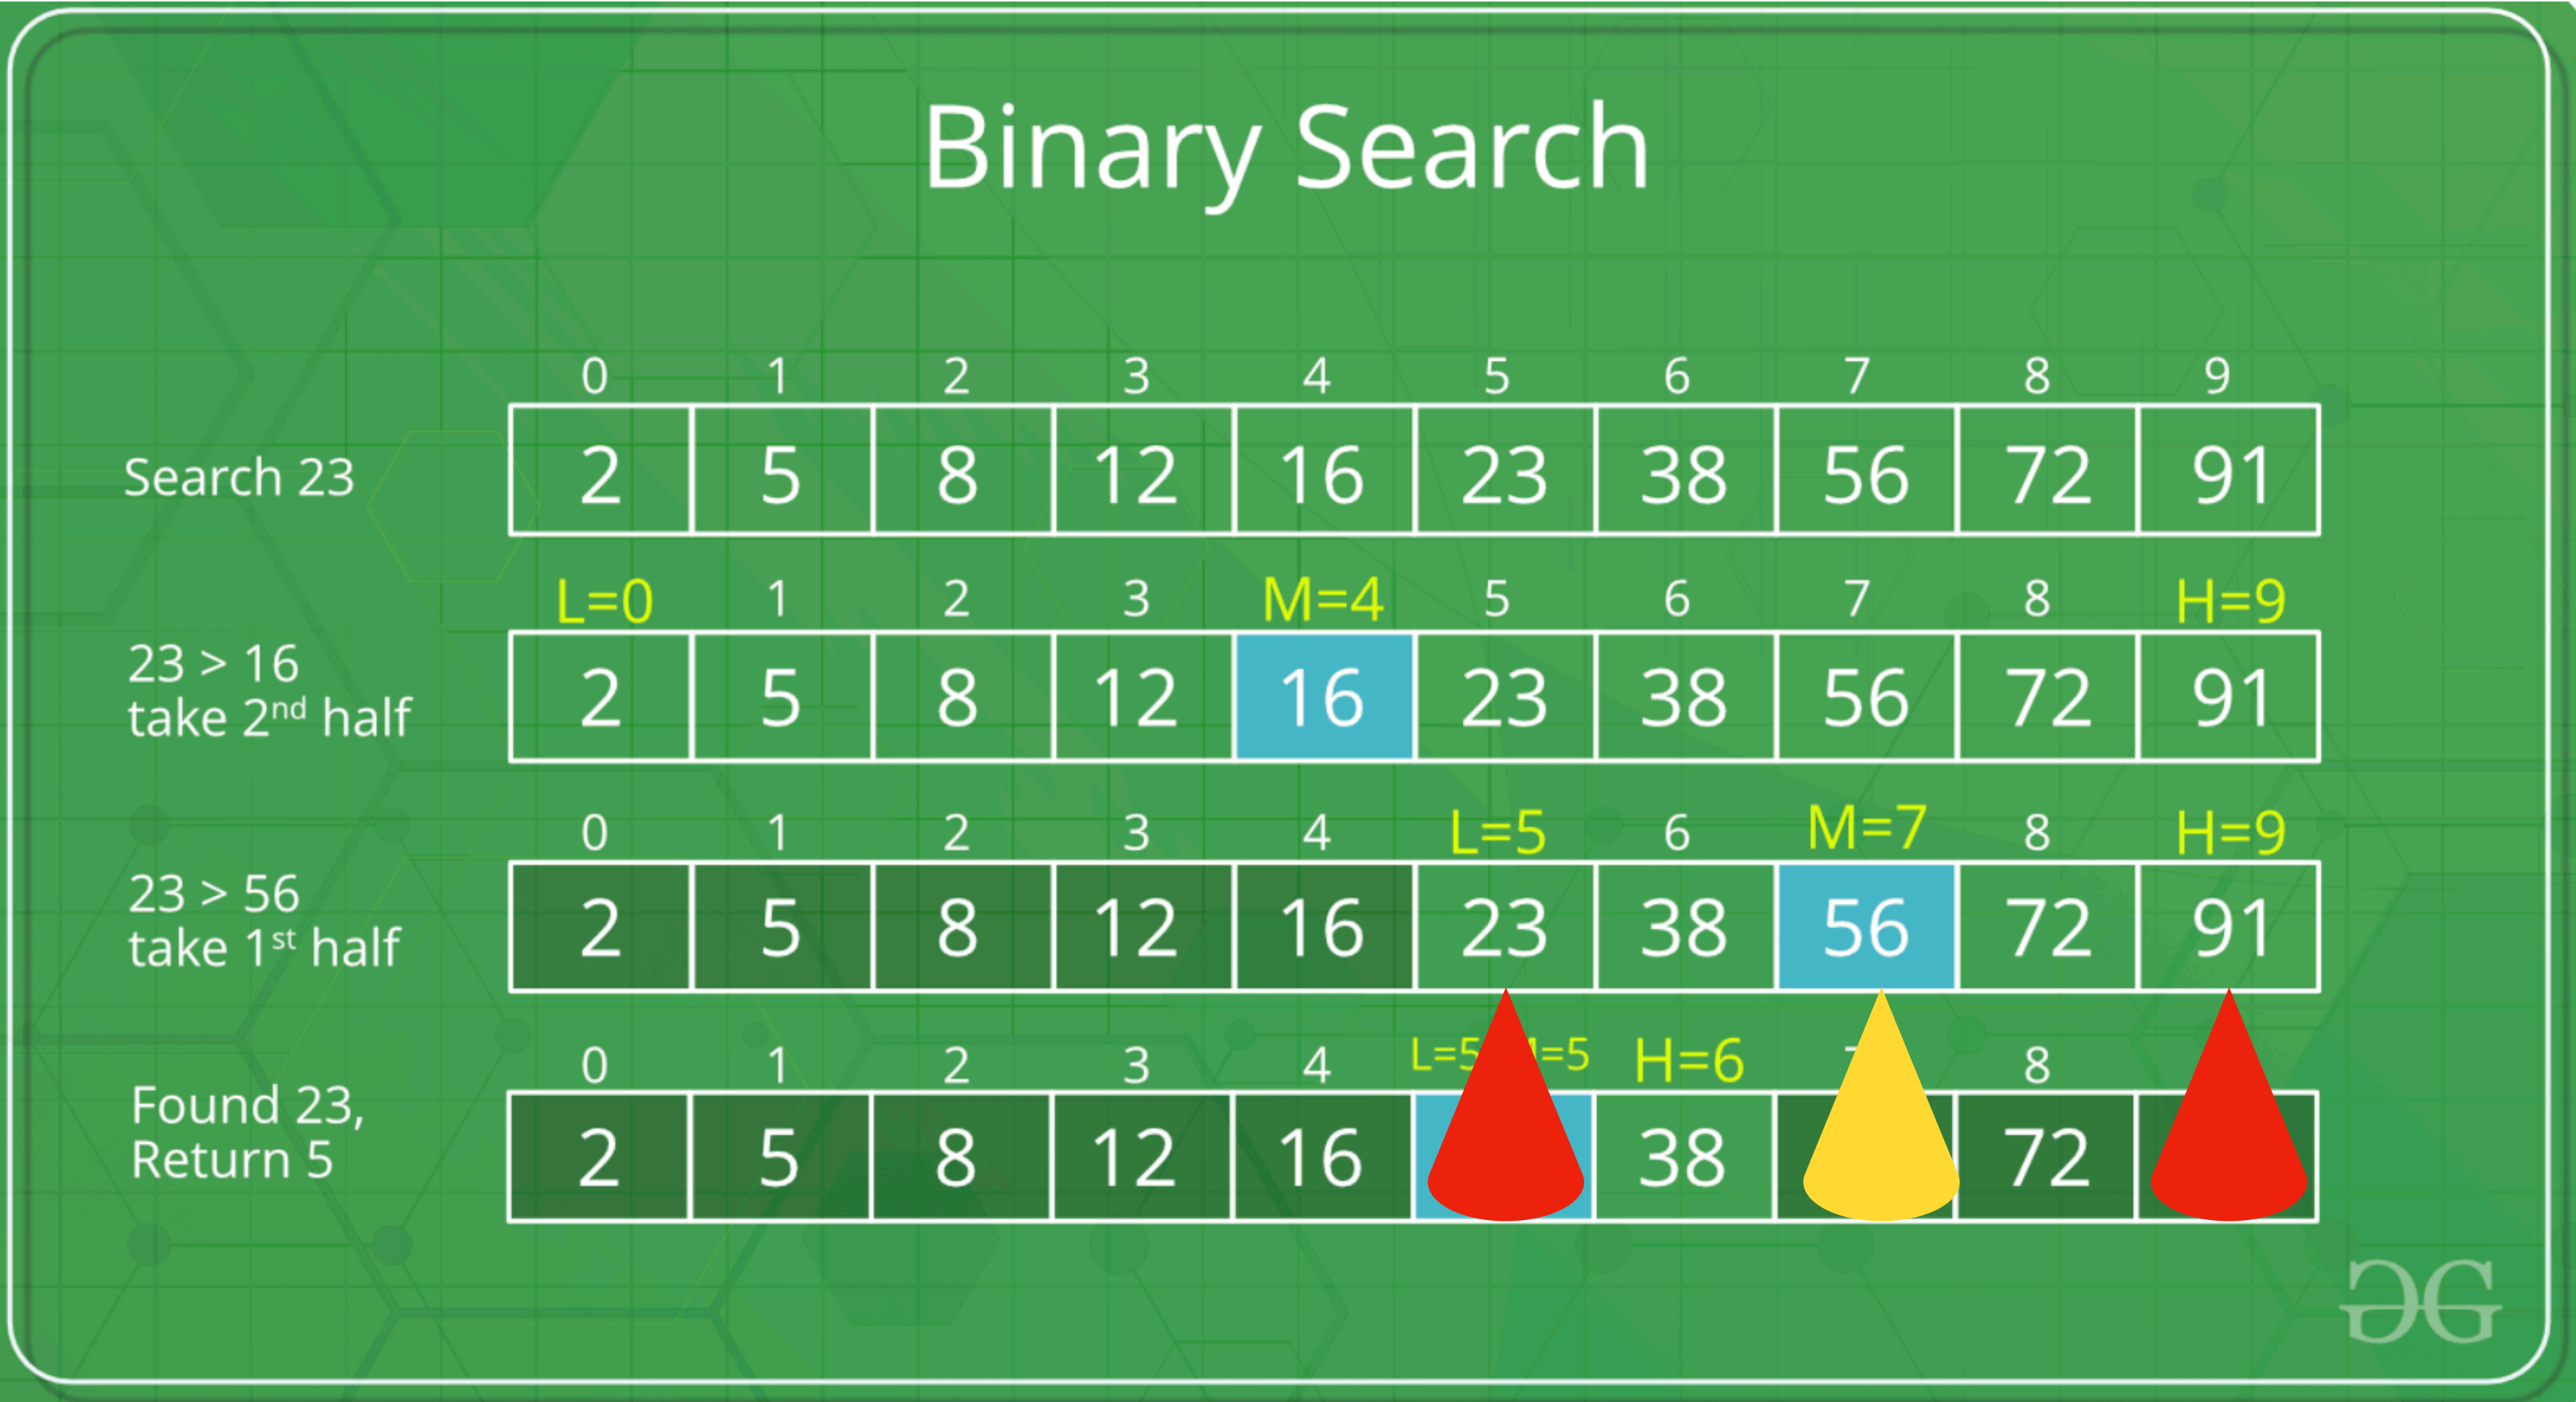 Binary Search
0 1 2 3 4 5 6 7 8 9
Search 23
2 5 8 12 16 23 38 56 72 91
L=0 1 2 3 M=4 5 6 7 8 H=9
23 > 16
take 2nd half
2 5 8 12 16 23 38 56 72 91
0 1 2 3 4 L=5 6 M=7 8 H=9
23 > 56
take 1st half
2 5 8 12 16 23 38 56 72 91
0 1 2 3 4 L=5 =5 H=6 8
Found 23,
Return 5
2 5 8 12 16 38 72